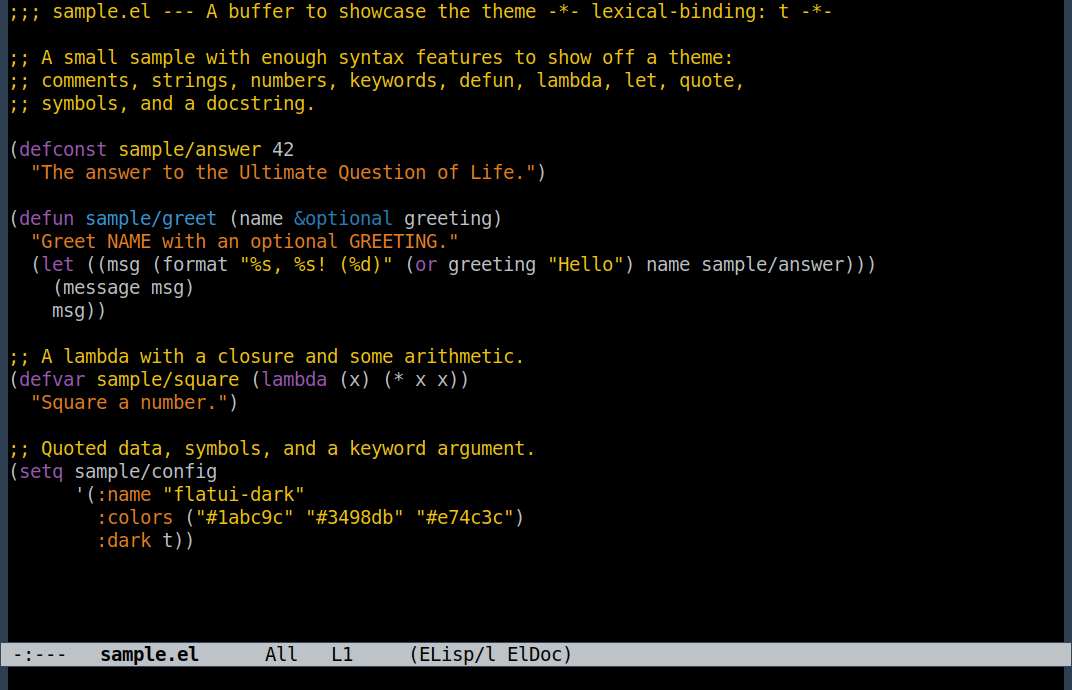 ;;; sample.el --- A buffer to showcase the theme -*- lexical-binding: t -*-
;; A small sample with enough syntax features to show off a theme:
;; comments, strings, numbers, keywords, defun, lambda, let, quote,
;; symbols, and a docstring.
(defconst sample/answer 42
  "The answer to the Ultimate Question of Life.")
(defun sample/greet (name &optional greeting)
  "Greet NAME with an optional GREETING."
  (let ((msg (format "%s, %s! (%d)" (or greeting "Hello") name sample/answer)))
    (message msg)
    msg))
;; A lambda with a closure and some arithmetic.
(defvar sample/square (lambda (x) (* x x))
  "Square a number.")
;; Quoted data, symbols, and a keyword argument.
(setq sample/config
      '(:name "flatui-dark"
        :colors ("#1abc9c" "#3498db" "#e74c3c")
        :dark t))
-:---   sample.el      All   L1     (ELisp/l ElDoc)